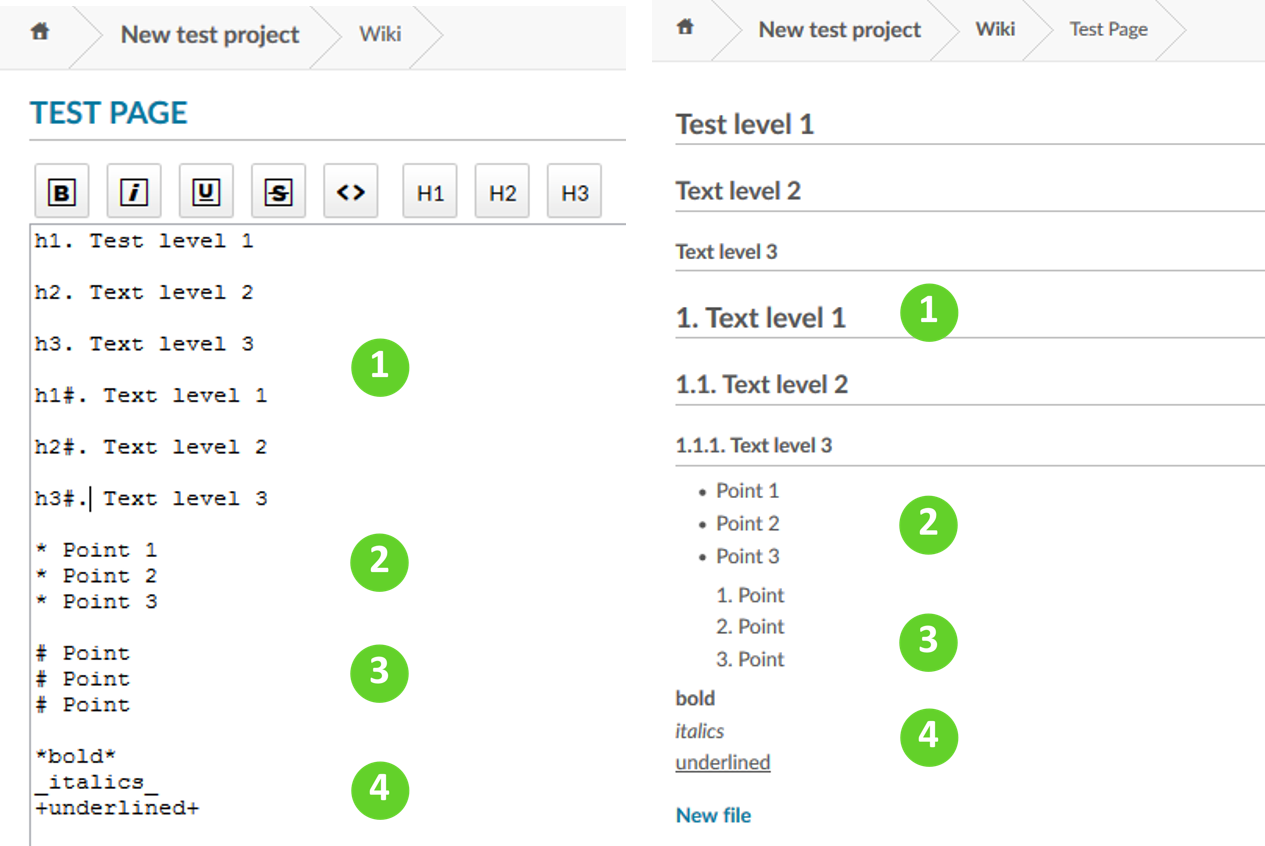 New test project Wiki
TEST PAGE
B i U S <> H1 H2 H3
h1. Test level 1
h2. Text level 2
h3. Text level 3
1
h1#. Text level 1
h2#. Text level 2
h3#. Text level 3
* Point 1
* Point 2
* Point 3
2
# Point
# Point
# Point
3
*bold*
_italics_
+underlined+
4
New test project Wiki Test Page
Test level 1
Text level 2
Text level 3
1. Text level 1
1
1.1. Text level 2
1.1.1. Text level 3
• Point 1
• Point 2
• Point 3
2
1. Point
2. Point
3. Point
3
bold
italics
underlined
4
New file